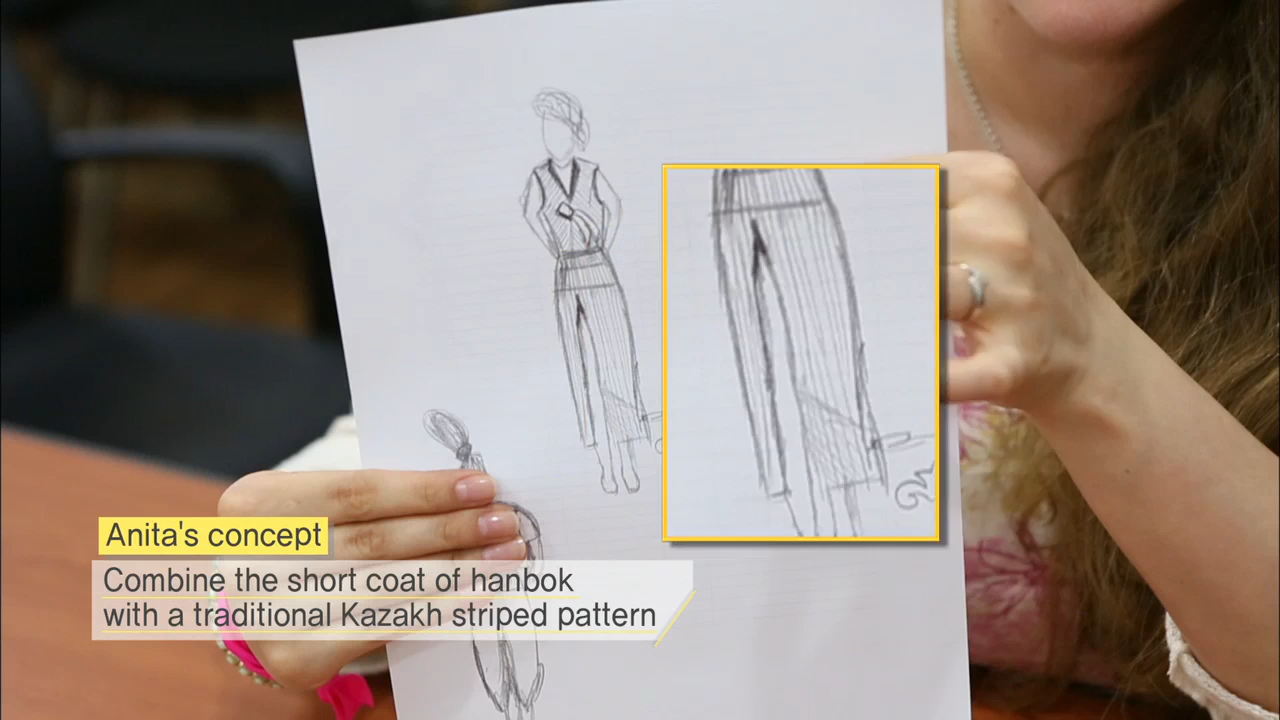 Anita's concept
Combine the short coat of hanbok
with a traditional Kazakh striped pattern